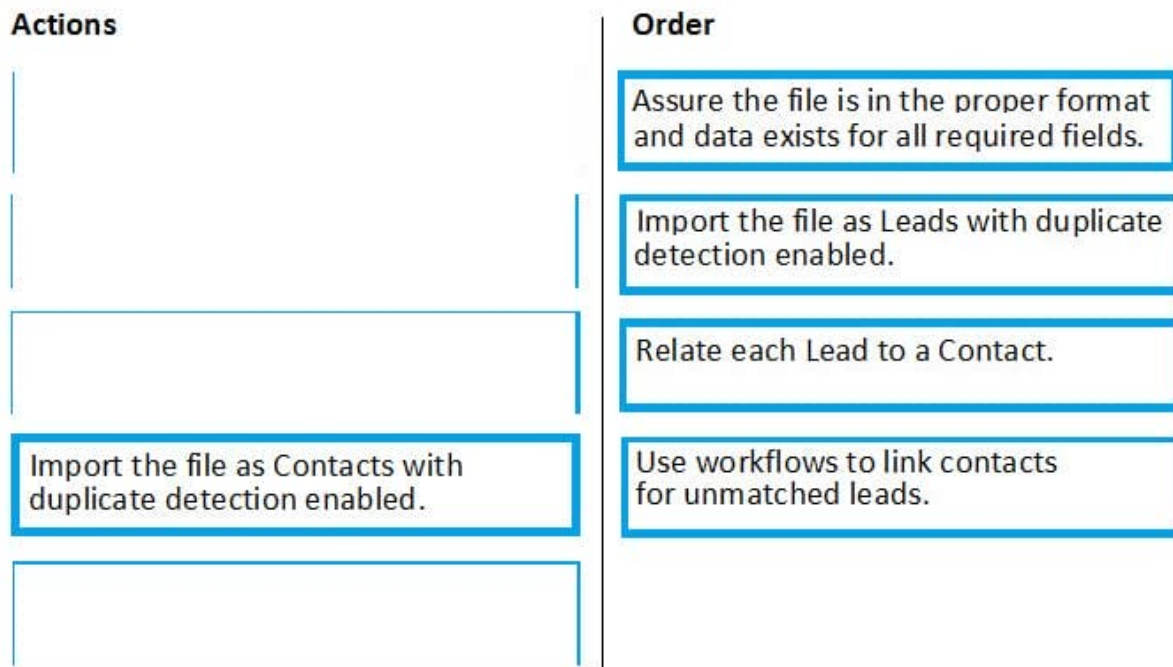 Actions
Order
Assure the file is in the proper format
and data exists for all required fields.
Import the file as Leads with duplicate
detection enabled.
Relate each Lead to a Contact.
Import the file as Contacts with
duplicate detection enabled.
Use workflows to link contacts
for unmatched leads.